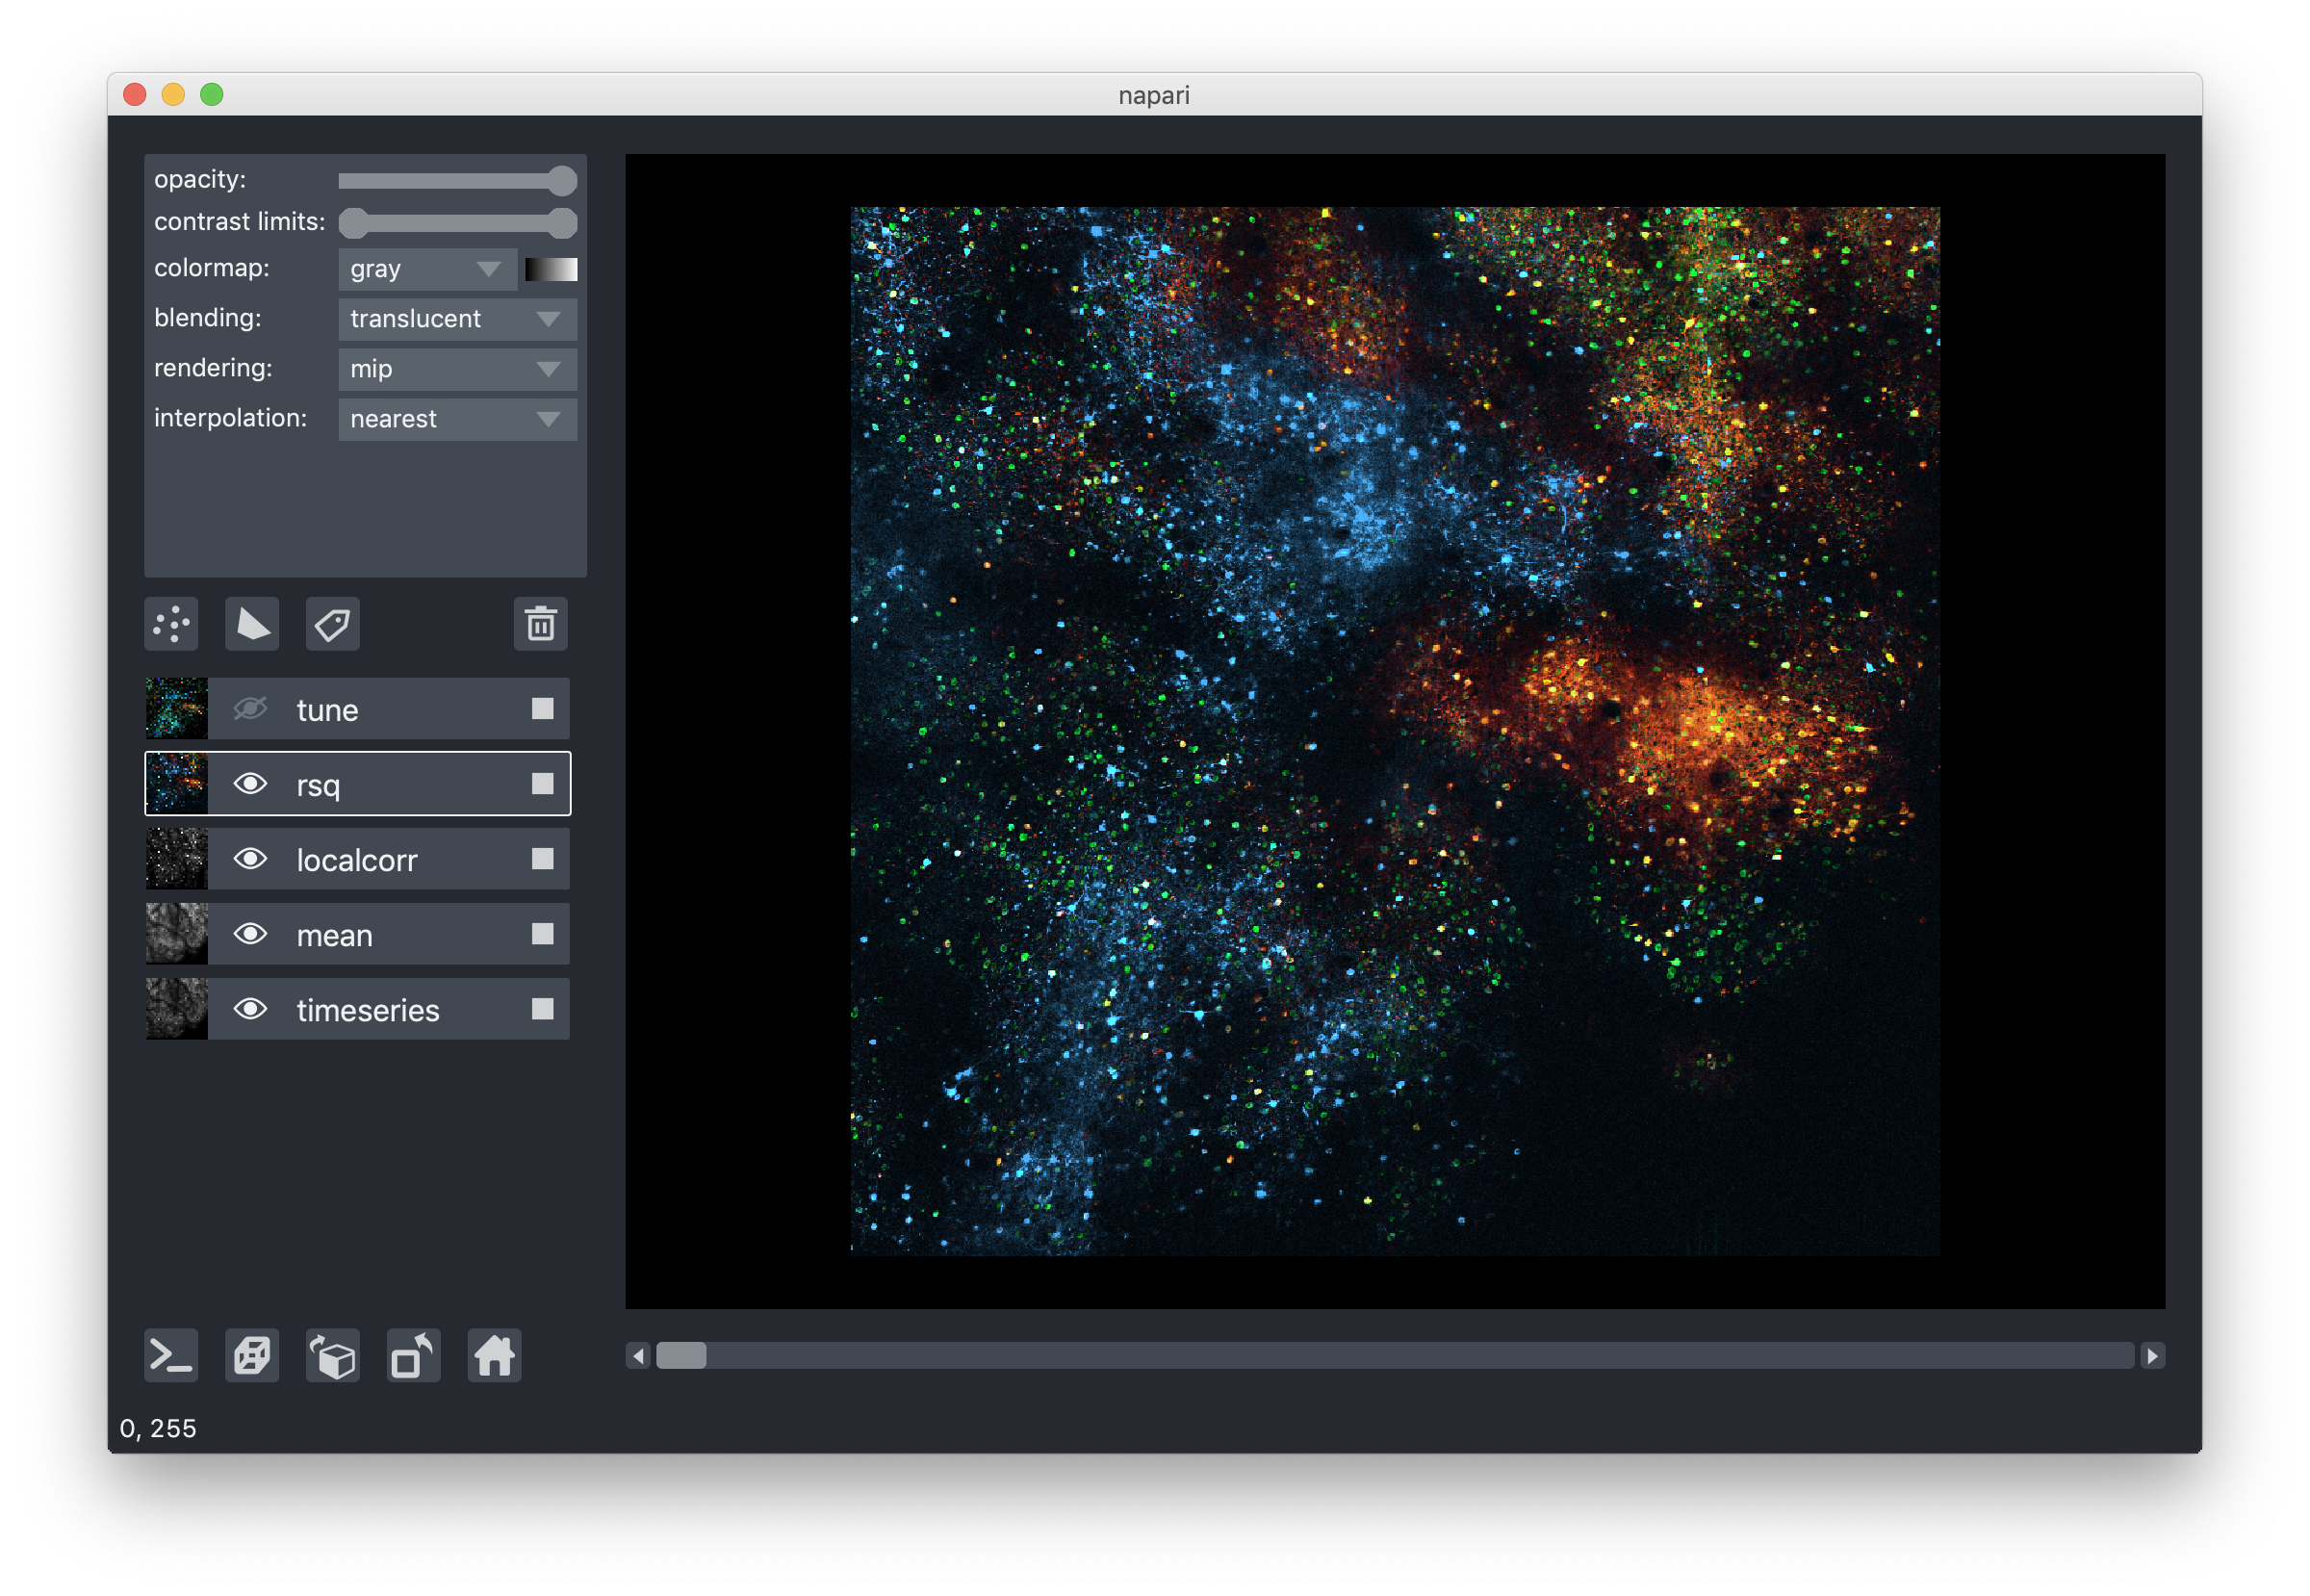 napari
opacity:
contrast limits:
colormap: gray
blending: translucent
rendering: mip
interpolation: nearest
tune
rsq
localcorr
mean
timeseries
0, 255